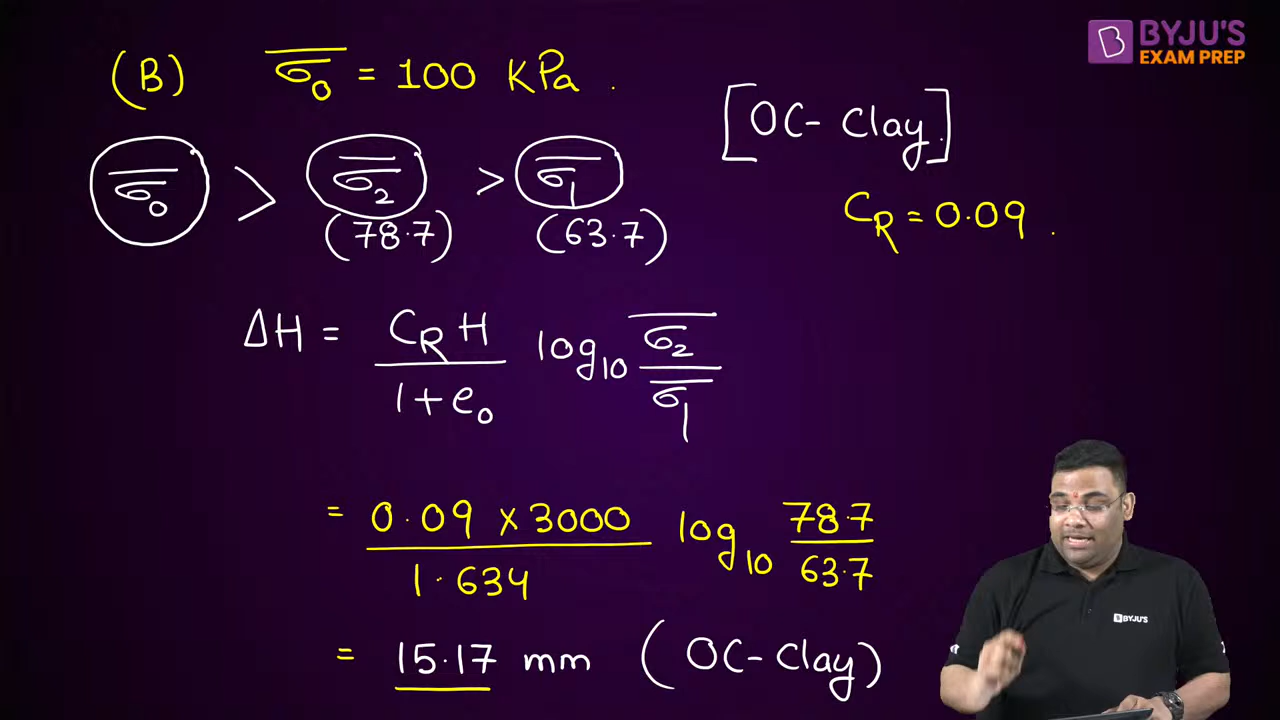 (B) σ̅₀ = 100 KPa .
BYJU'S
EXAM PREP
[OC- Clay]
σ̅₀ > σ̅₂ > σ̅₁
(78.7) (63.7)
C_R = 0.09 .
ΔH = C_R H / 1 + e₀ log₁₀ σ̅₂ / σ̅₁
= 0.09 × 3000 / 1.634 log₁₀ 78.7 / 63.7
= 15.17 mm (OC-Clay)
BYJU'S